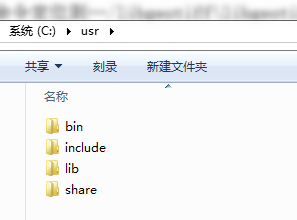 系统 (C:) ▸ usr ▸
共享 刻录 新建文件夹
名称
bin
include
lib
share